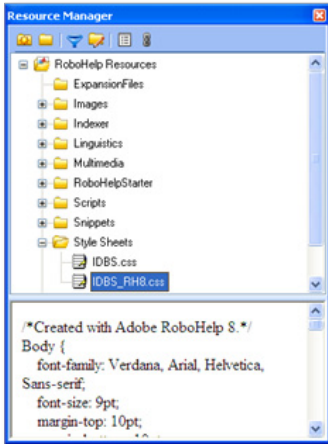 Resource Manager
RoboHelp Resources
ExpansionFiles
Images
Indexer
Linguistics
Multimedia
RoboHelpStarter
Scripts
Snippets
Style Sheets
IDBS.css
IDBS_RH8.css
/*Created with Adobe RoboHelp 8.*/
Body {
font-family: Verdana, Arial, Helvetica,
Sans-serif;
font-size: 9pt;
margin-top: 10pt;